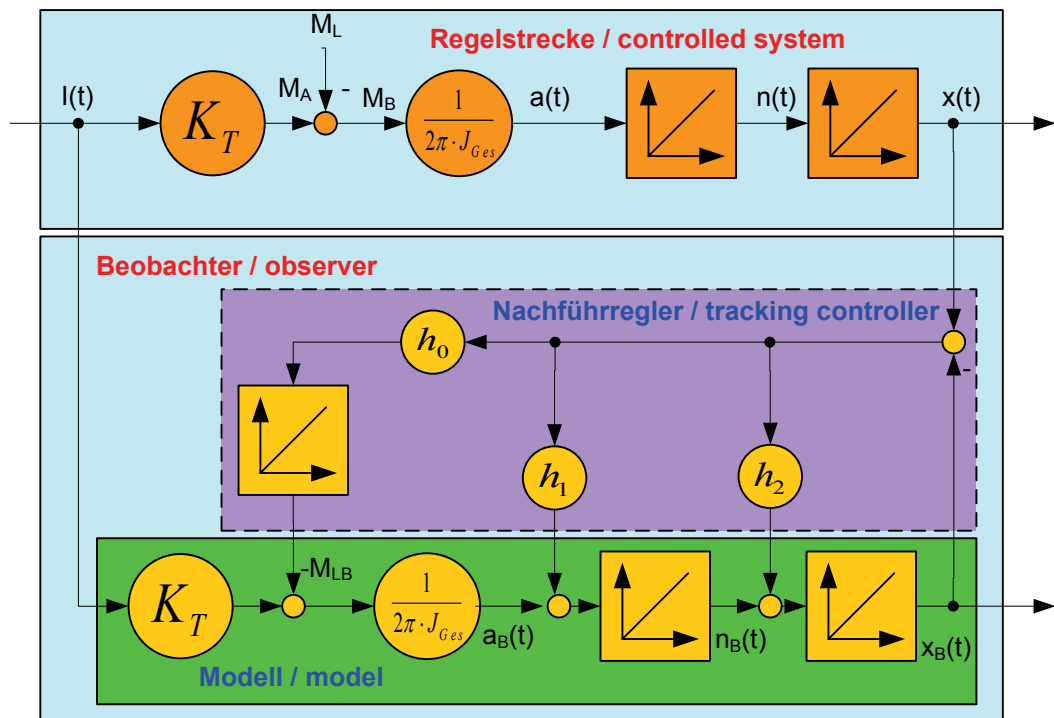 M_L
Regelstrecke / controlled system
I(t)
K_T
M_A
-
M_B
1
2π·J_Ges
a(t)
n(t)
x(t)
Beobachter / observer
Nachführregler / tracking controller
h_0
-
h_1
h_2
K_T
-M_LB
1
2π·J_Ges
a_B(t)
n_B(t)
x_B(t)
Modell / model